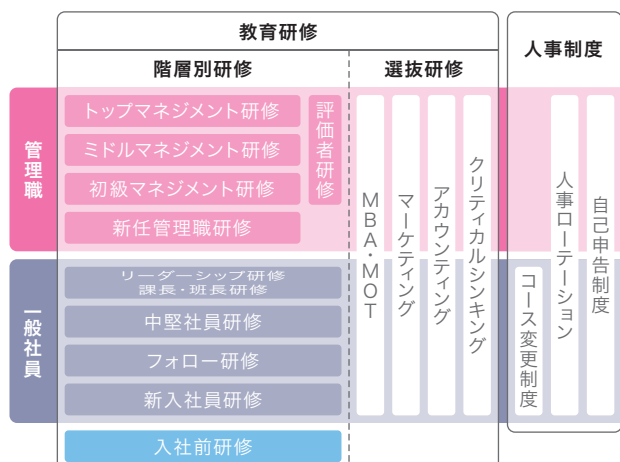 教育研修
人事制度
階層別研修
選抜研修
管理職
トップマネジメント研修
ミドルマネジメント研修
初級マネジメント研修
新任管理職研修
評価者研修
一般社員
リーダーシップ研修
課長・班長研修
中堅社員研修
フォロー研修
新入社員研修
入社前研修
MBA・MOT
マーケティング
アカウンティング
クリティカルシンキング
コース変更制度
人事ローテーション
自己申告制度